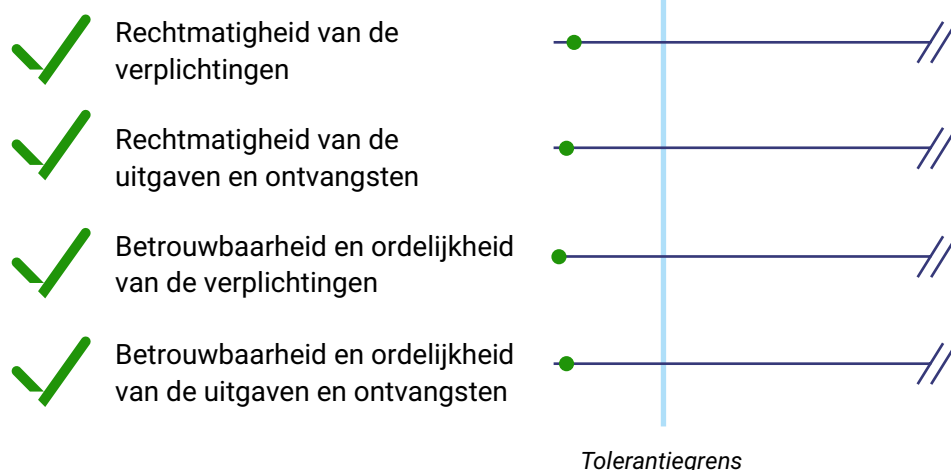 Rechtmatigheid van de
verplichtingen
Rechtmatigheid van de
uitgaven en ontvangsten
Betrouwbaarheid en ordelijkheid
van de verplichtingen
Betrouwbaarheid en ordelijkheid
van de uitgaven en ontvangsten
Tolerantiegrens